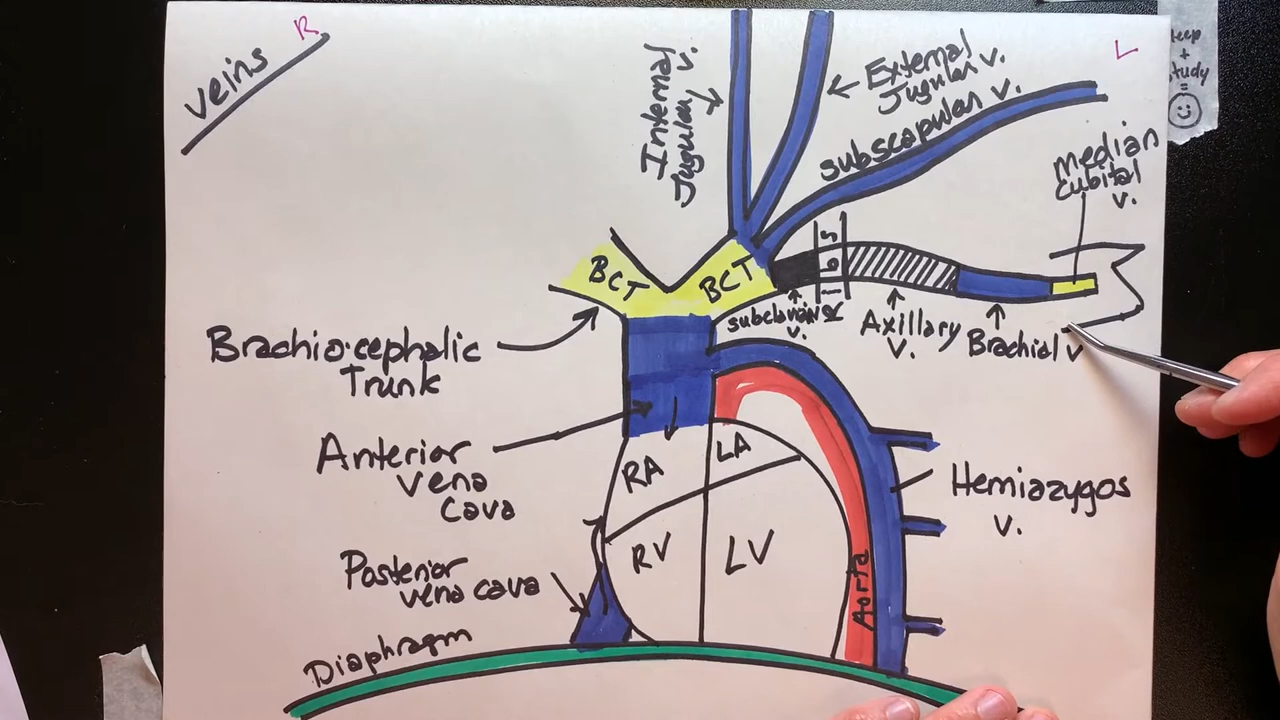 veins
R
L
Internal
Jugular v.
External
Jugular v.
subscapular v.
median
cubital
v.
keep
+
study
=
BCT
BCT
rib
subclavian
v.
Axillary
v.
Brachial v
Brachiocephalic
Trunk
Anterior
vena
cava
RA
LA
RV
LV
Aorta
Hemiazygos
v.
Posterior
vena cava
Diaphragm